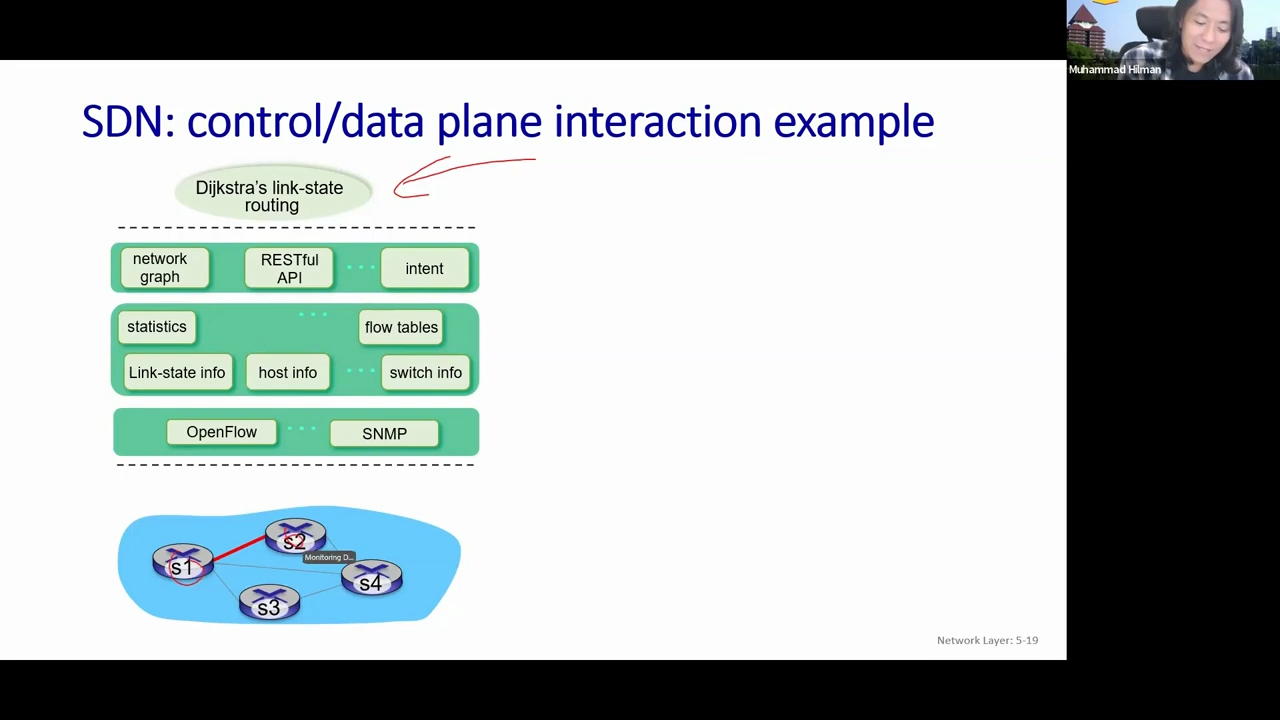 Muhammad Hilman
SDN: control/data plane interaction example
Dijkstra's link-state
routing
network
graph
RESTful
API
intent
statistics
flow tables
Link-state info
host info
switch info
OpenFlow
SNMP
s2
Monitoring D...
s1
s4
s3
Network Layer: 5-19